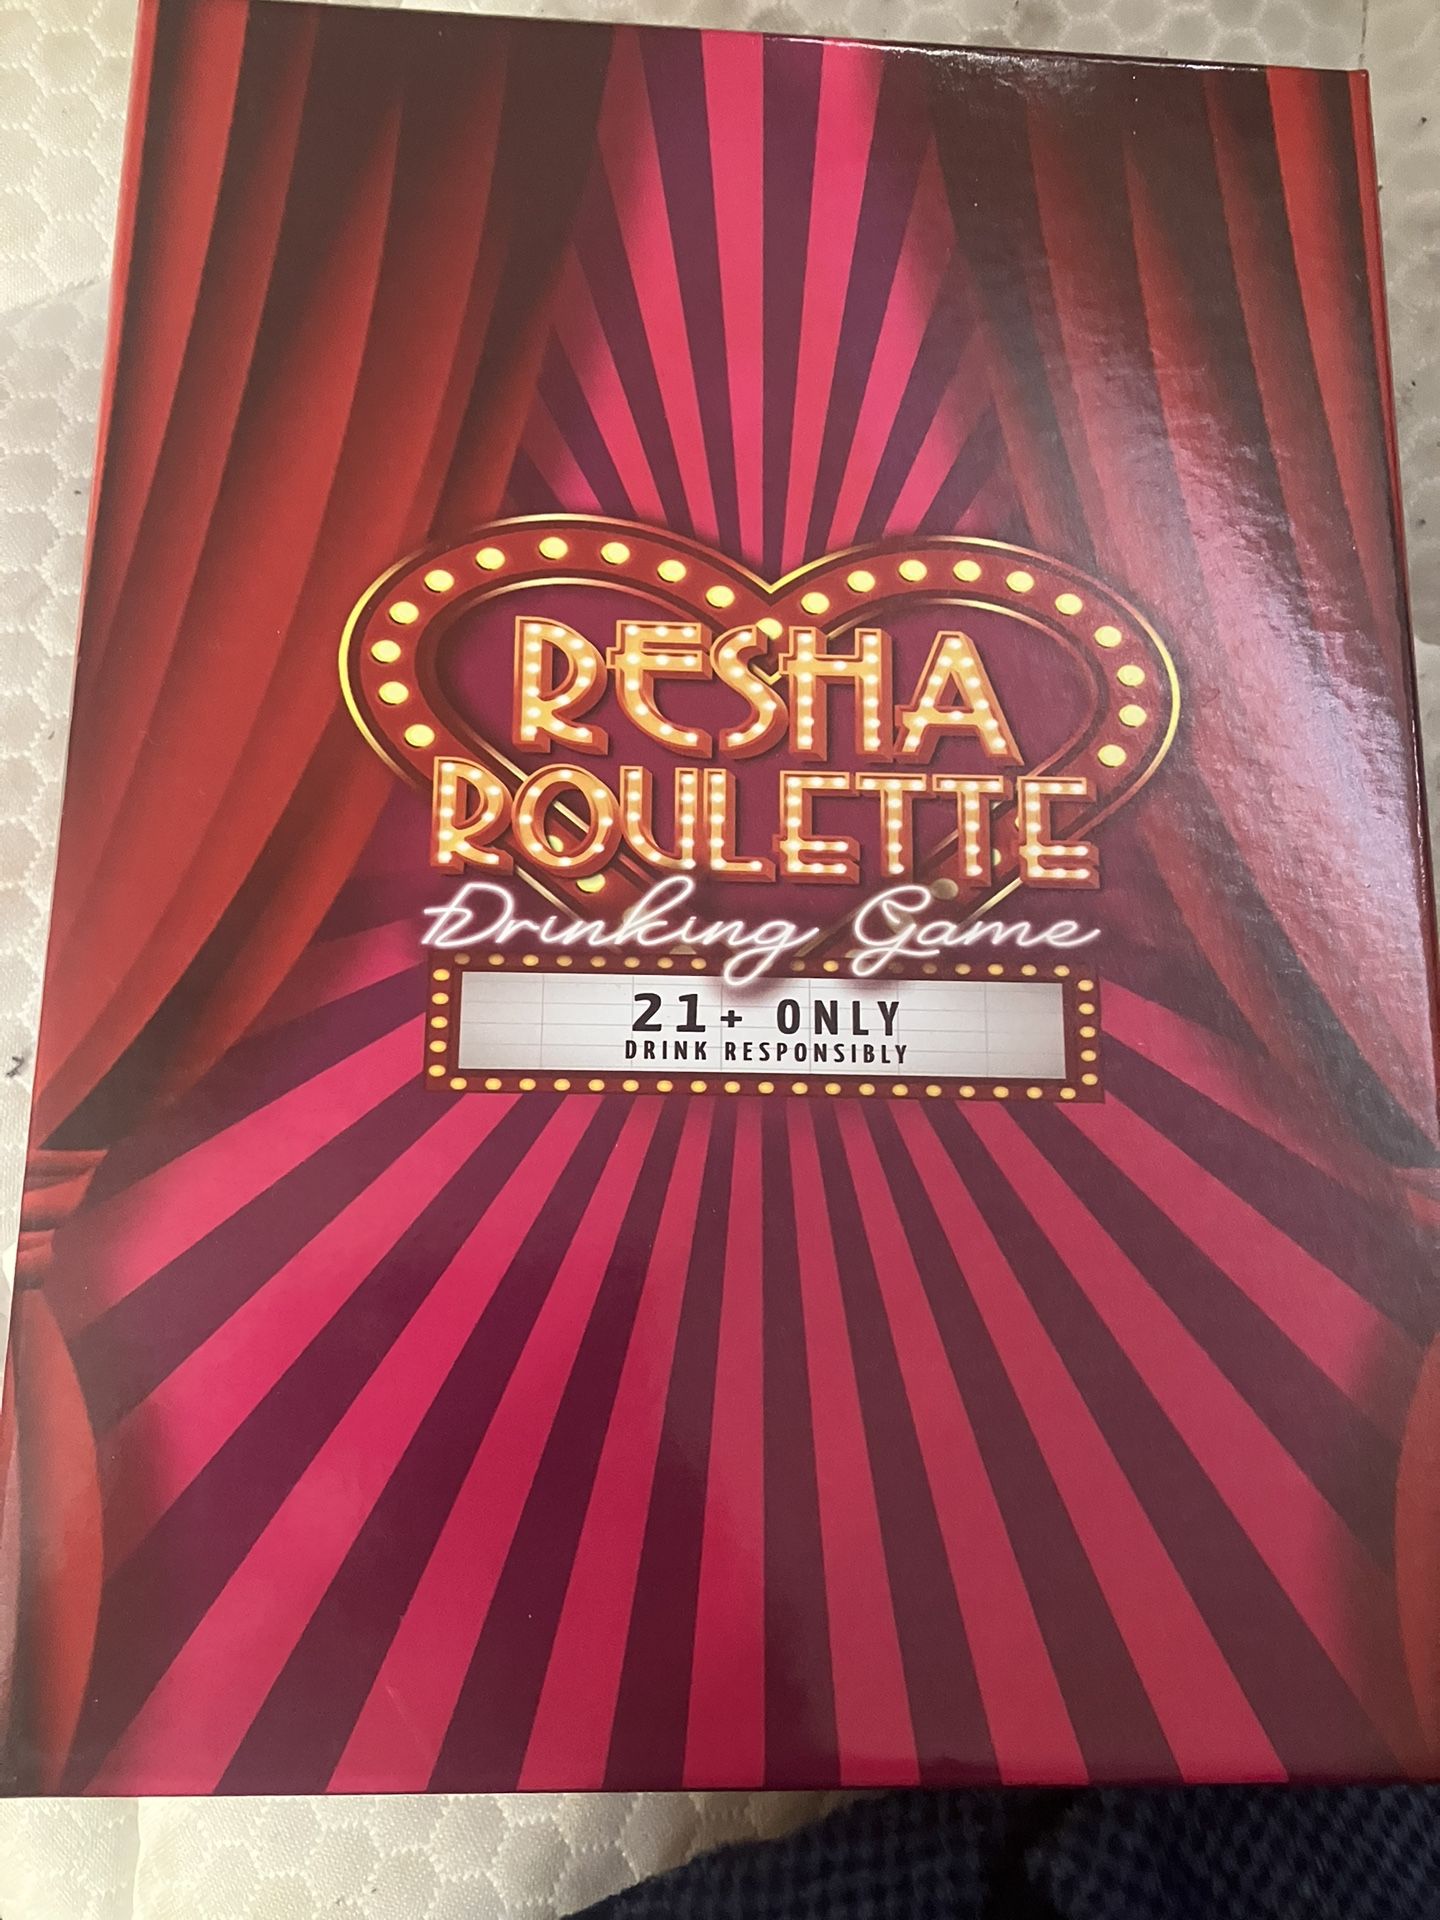 RESHA
ROULETTE
Drinking Game
21+ ONLY
DRINK RESPONSIBLY